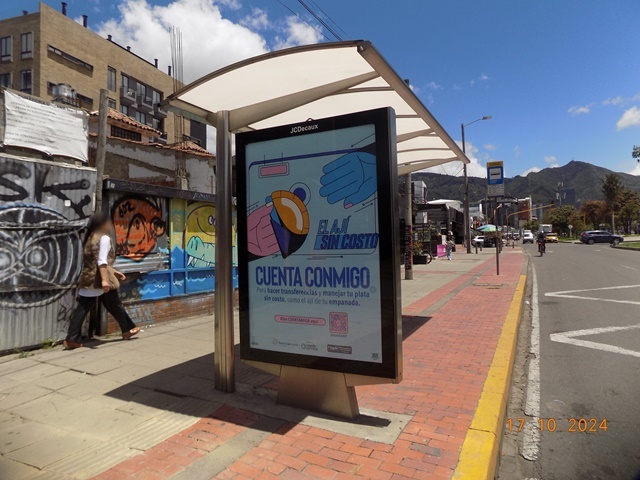 JCDecaux
EL AJÍ
SIN COSTO
CUENTA CONMIGO
Para hacer transferencias y manejar tu plata
sin costo, como el ají de tu empanada.
17.10.2024